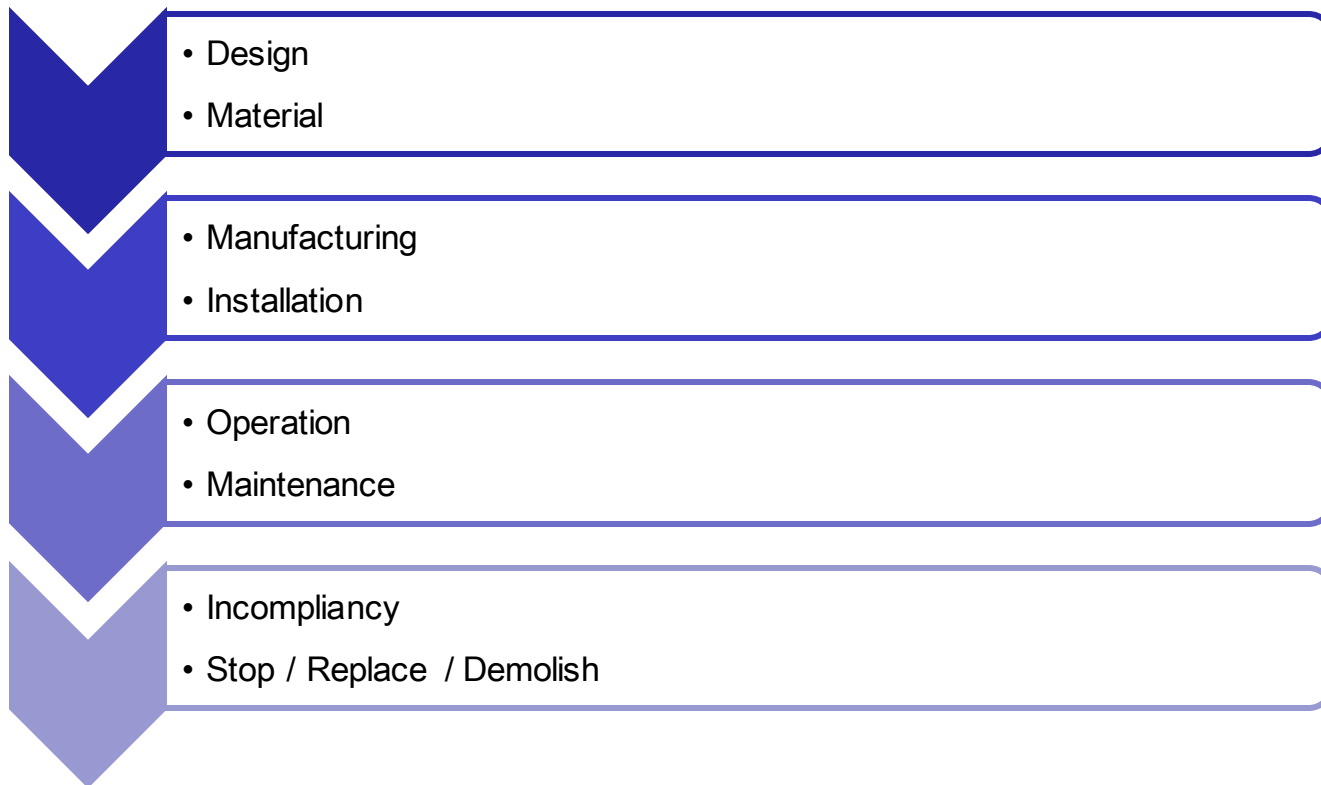 • Design
• Material
• Manufacturing
• Installation
• Operation
• Maintenance
• Incompliancy
• Stop / Replace / Demolish